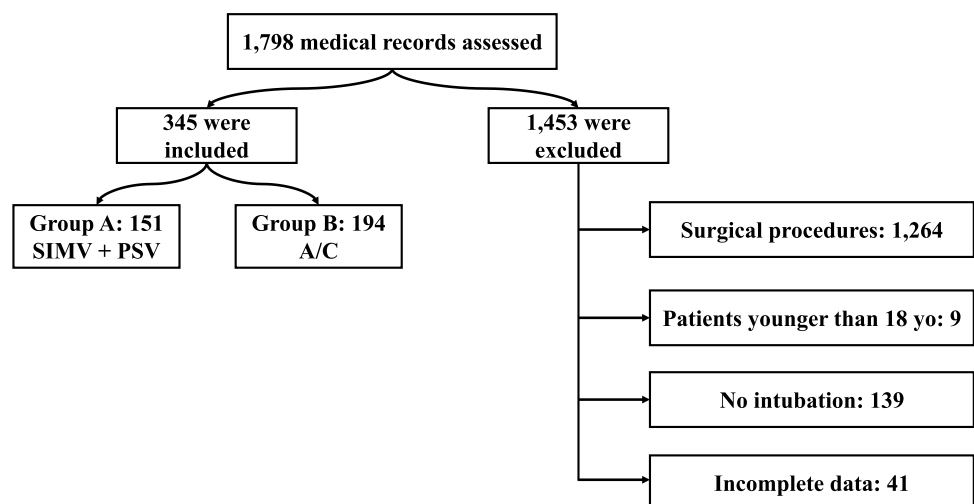 1,798 medical records assessed
345 were
included
1,453 were
excluded
Group A: 151
SIMV + PSV
Group B: 194
A/C
Surgical procedures: 1,264
Patients younger than 18 yo: 9
No intubation: 139
Incomplete data: 41